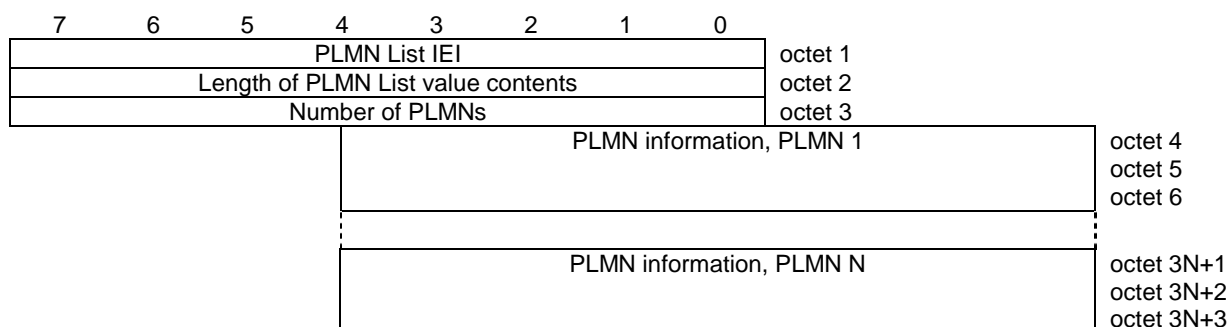 7 6 5 4 3 2 1 0
PLMN List IEI octet 1
Length of PLMN List value contents octet 2
Number of PLMNs octet 3
PLMN information, PLMN 1 octet 4
octet 5
octet 6
PLMN information, PLMN N octet 3N+1
octet 3N+2
octet 3N+3